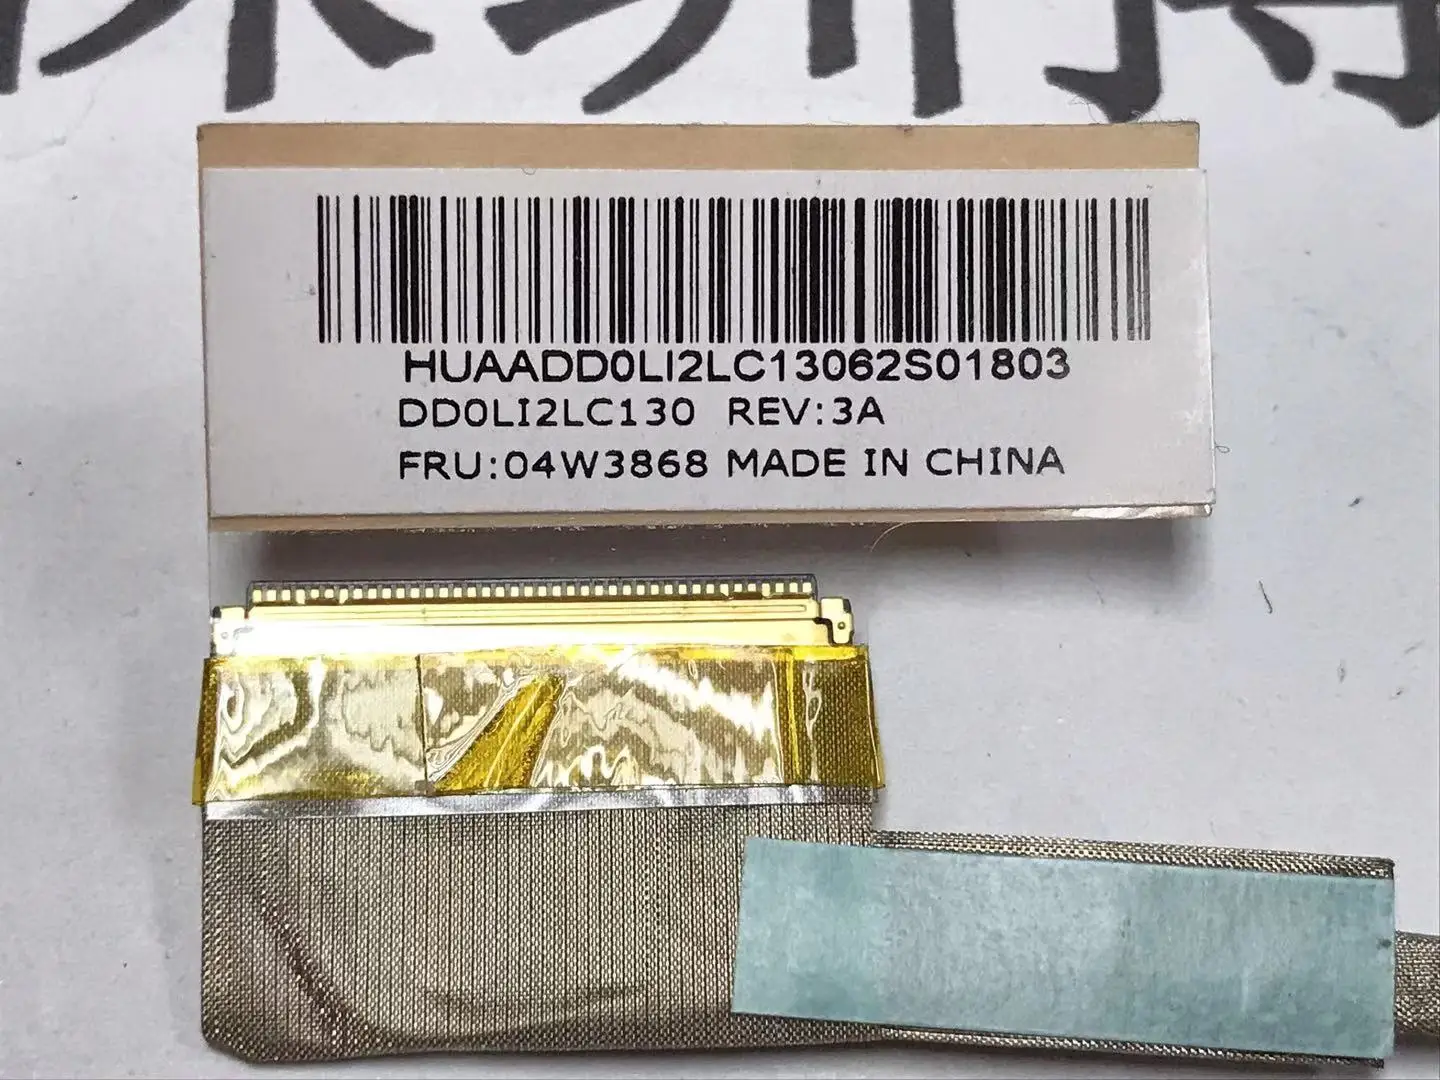 HUAADD0LI2LC13062S01803
DD0LI2LC130 REV:3A
FRU:04W3868 MADE IN CHINA